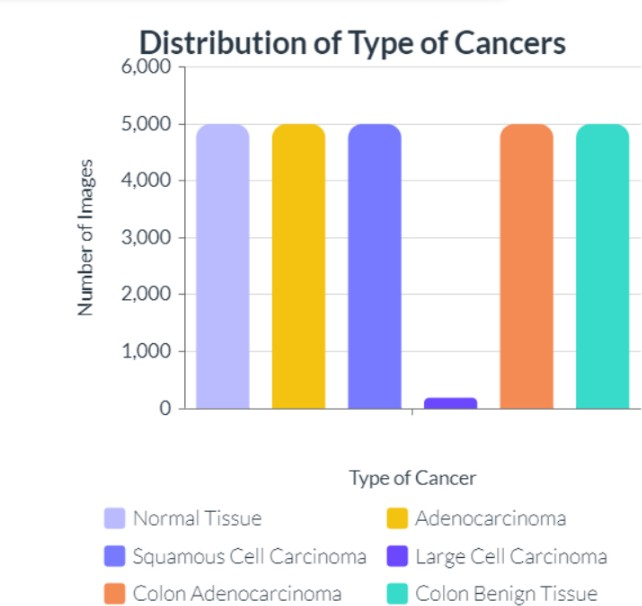 Distribution of Type of Cancers
6,000
5,000
4,000
3,000
2,000
1,000
0
Number of Images
Type of Cancer
Normal Tissue
Adenocarcinoma
Squamous Cell Carcinoma
Large Cell Carcinoma
Colon Adenocarcinoma
Colon Benign Tissue